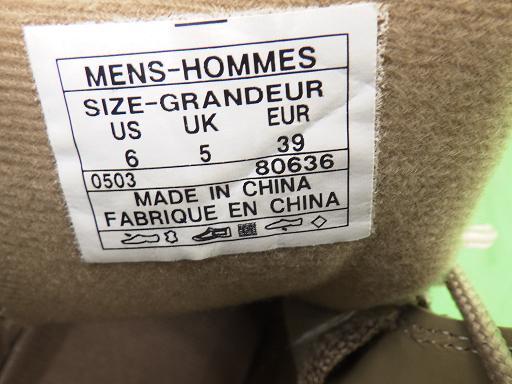 MENS-HOMMES
SIZE-GRANDEUR
US UK EUR
6 5 39
0503 80636
MADE IN CHINA
FABRIQUE EN CHINA